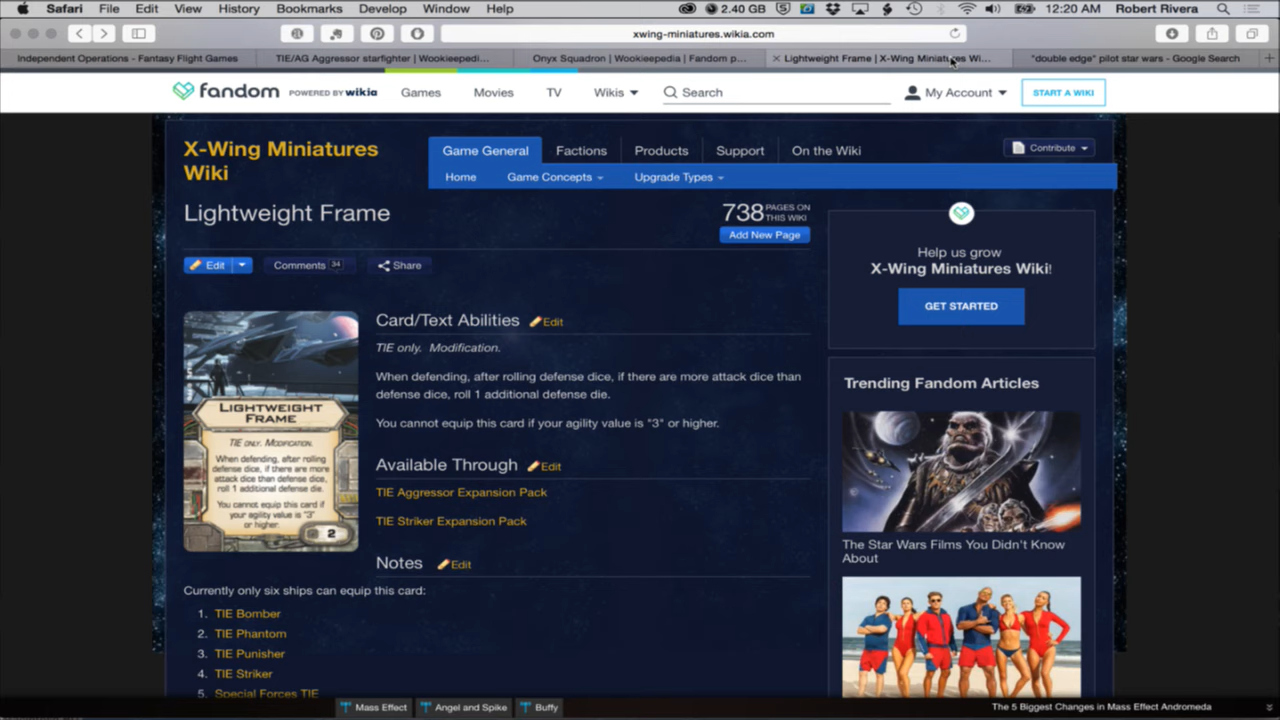 Safari File Edit View History Bookmarks Develop Window Help 2.40 GB 12:20 AM Robert Rivera
xwing-miniatures.wikia.com
Independent Operations - Fantasy Flight Games
TIE/AG Aggressor starfighter | Wookieepedi...
Onyx Squadron | Wookieepedia | Fandom p...
Lightweight Frame | X-Wing Miniatures Wi...
"double edge" pilot star wars - Google Search
fandom POWERED BY wikia Games Movies TV Wikis Search My Account START A WIKI
X-Wing Miniatures
Wiki
Game General Factions Products Support On the Wiki Contribute
Home Game Concepts Upgrade Types
Lightweight Frame
738 PAGES ON
THIS WIKI
Add New Page
Edit Comments 34 Share
LIGHTWEIGHT
FRAME
TIE ONLY. MODIFICATION.
When defending, after rolling
defense dice, if there are more
attack dice than defense dice,
roll 1 additional defense die.
You cannot equip this card if
your agility value is "3"
or higher.
2
Card/Text Abilities Edit
TIE only. Modification.
When defending, after rolling defense dice, if there are more attack dice than
defense dice, roll 1 additional defense die.
You cannot equip this card if your agility value is "3" or higher.
Available Through Edit
TIE Aggressor Expansion Pack
TIE Striker Expansion Pack
Notes Edit
Currently only six ships can equip this card:
1. TIE Bomber
2. TIE Phantom
3. TIE Punisher
4. TIE Striker
5. Special Forces TIE
Help us grow
X-Wing Miniatures Wiki!
GET STARTED
Trending Fandom Articles
The Star Wars Films You Didn't Know
About
Mass Effect Angel and Spike Buffy
The 5 Biggest Changes in Mass Effect Andromeda